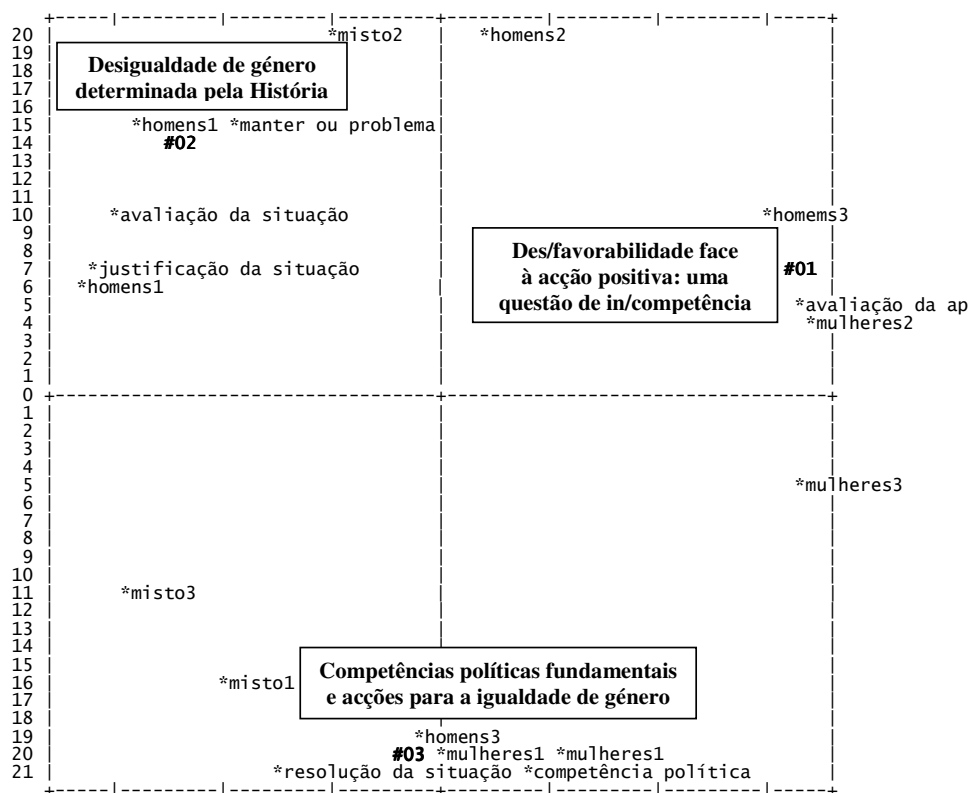 +-----|---------|---------|---------+---------|---------|---------|-----+
20 *misto2 *homens2
19
18 Desigualdade de género
17 determinada pela História
16
15 *homens1 *manter ou problema
14 #02
13
12
11
10 *avaliação da situação *homems3
9
8 Des/favorabilidade face
7 *justificação da situação à acção positiva: uma #01
6 *homens1 questão de in/competência
5 *avaliação da ap
4 *mulheres2
3
2
1
0
1
2
3
4
5 *mulheres3
6
7
8
9
10
11 *misto3
12
13
14
15 Competências políticas fundamentais
16 *misto1 e acções para a igualdade de género
17
18
19 *homens3
20 #03 *mulheres1 *mulheres1
21 *resolução da situação *competência política